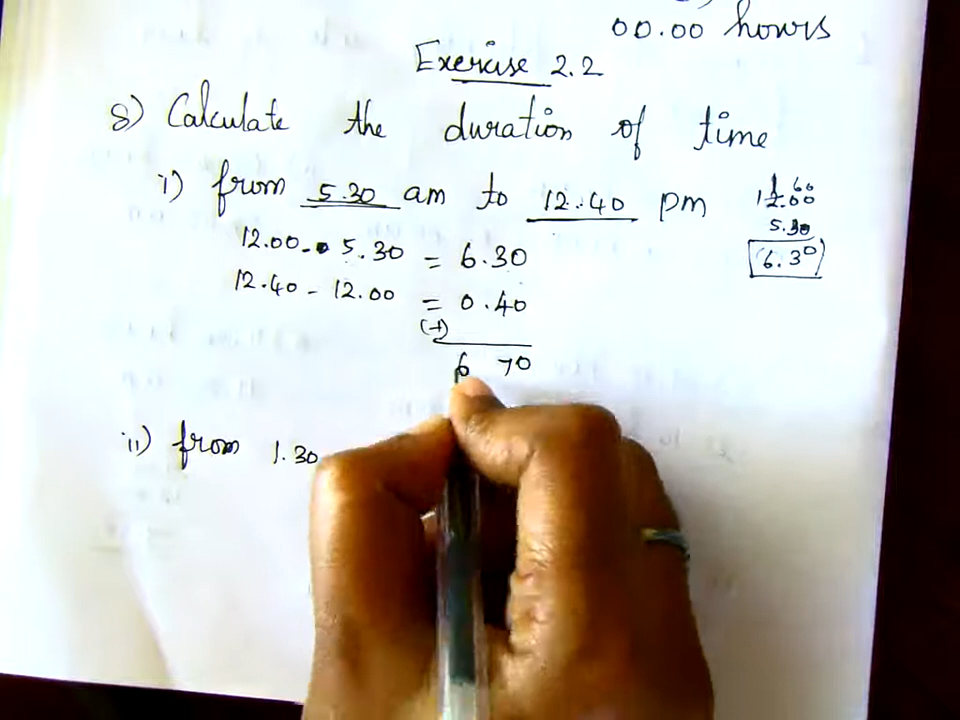 00.00 hours
Exercise 2.2
8) Calculate the duration of time
i) from 5.30 am to 12.40 pm
12.00 - 5.30 = 6.30
12.40 - 12.00 = 0.40
(+)
6 70
1 60
12.00
5.30
6.30
ii) from 1.30